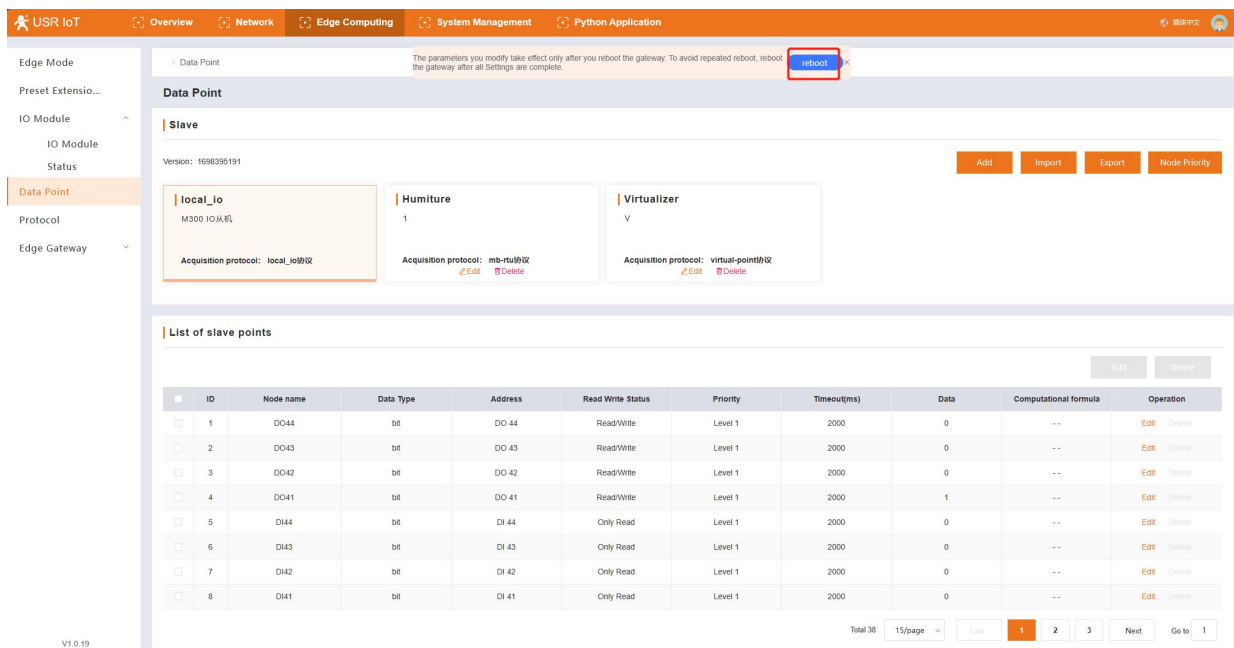 USR IoT
Overview
Network
Edge Computing
System Management
Python Application
简体中文
Edge Mode
Preset Extensio...
IO Module
IO Module
Status
Data Point
Protocol
Edge Gateway
V1.0.19
> Data Point
The parameters you modify take effect only after you reboot the gateway. To avoid repeated reboot, reboot
the gateway after all Settings are complete.
reboot
×
Data Point
Slave
Version: 1698395191
Add Import Export Node Priority
local_io
M300 IO从机
Acquisition protocol: local_io协议
Humiture
1
Acquisition protocol: mb-rtu协议
Edit Delete
Virtualizer
V
Acquisition protocol: virtual-point协议
Edit Delete
List of slave points
Add Delete
ID Node name Data Type Address Read Write Status Priority Timeout(ms) Data Computational formula Operation
1 DO44 bit DO 44 Read/Write Level 1 2000 0 - - Edit Delete
2 DO43 bit DO 43 Read/Write Level 1 2000 0 - - Edit Delete
3 DO42 bit DO 42 Read/Write Level 1 2000 0 - - Edit Delete
4 DO41 bit DO 41 Read/Write Level 1 2000 1 - - Edit Delete
5 DI44 bit DI 44 Only Read Level 1 2000 0 - - Edit Delete
6 DI43 bit DI 43 Only Read Level 1 2000 0 - - Edit Delete
7 DI42 bit DI 42 Only Read Level 1 2000 0 - - Edit Delete
8 DI41 bit DI 41 Only Read Level 1 2000 0 - - Edit Delete
Total 38 15/page Last 1 2 3 Next Go to 1